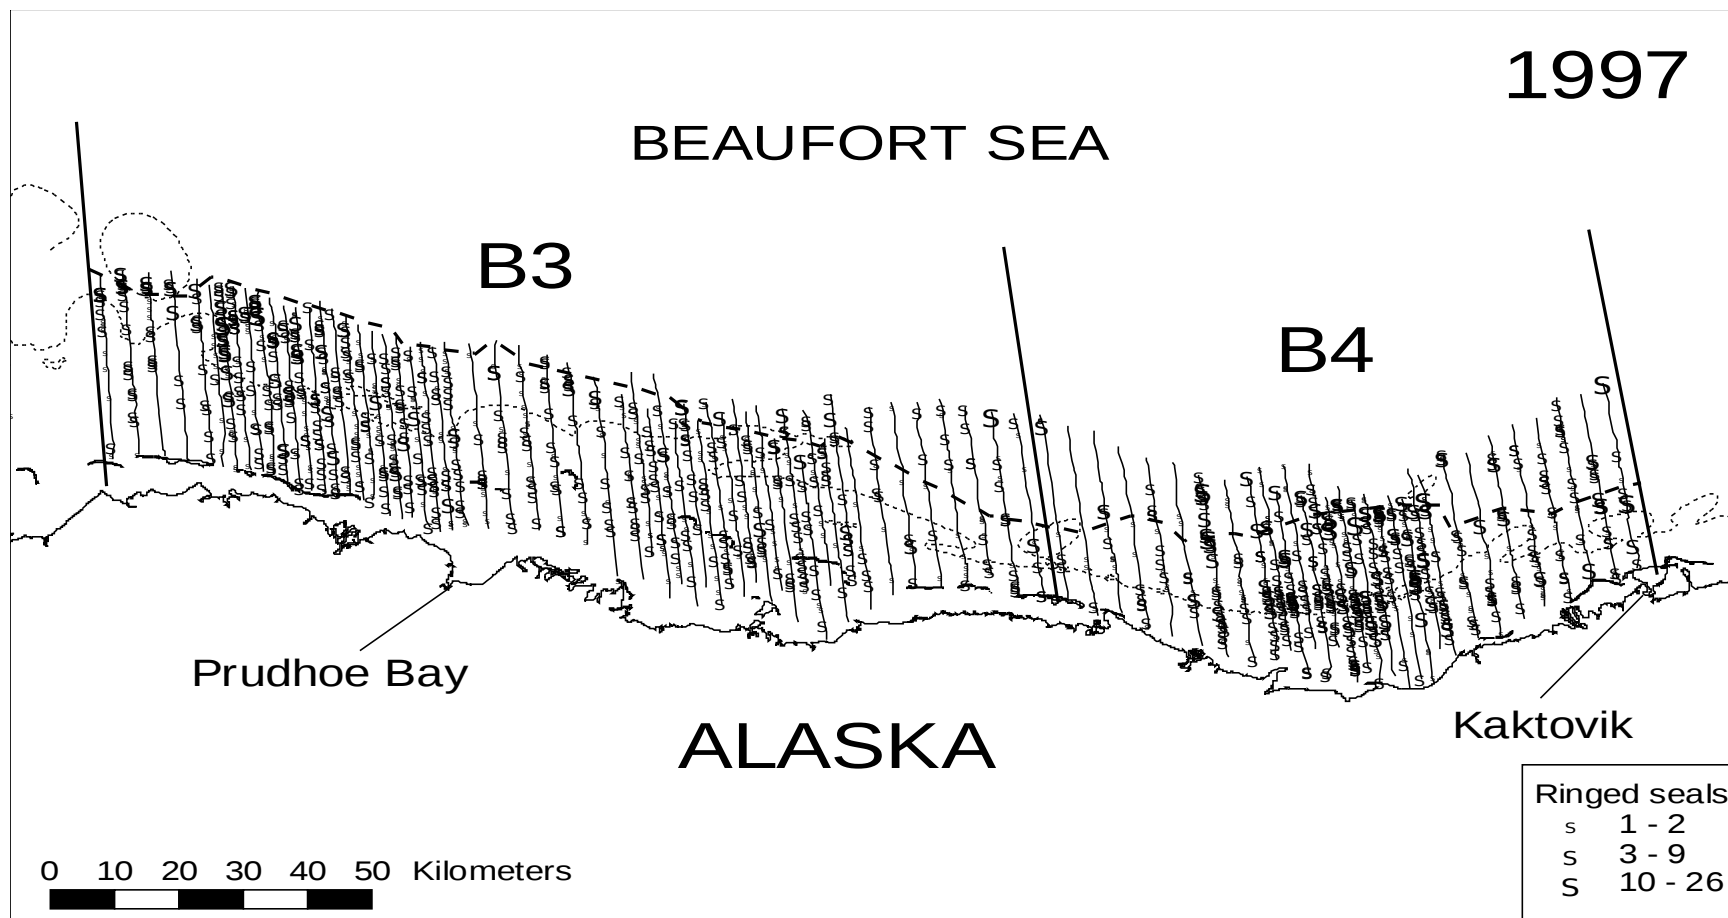 1997
BEAUFORT SEA
B3
B4
Prudhoe Bay
ALASKA
Kaktovik
Ringed seals
s 1 - 2
s 3 - 9
S 10 - 26
0 10 20 30 40 50 Kilometers